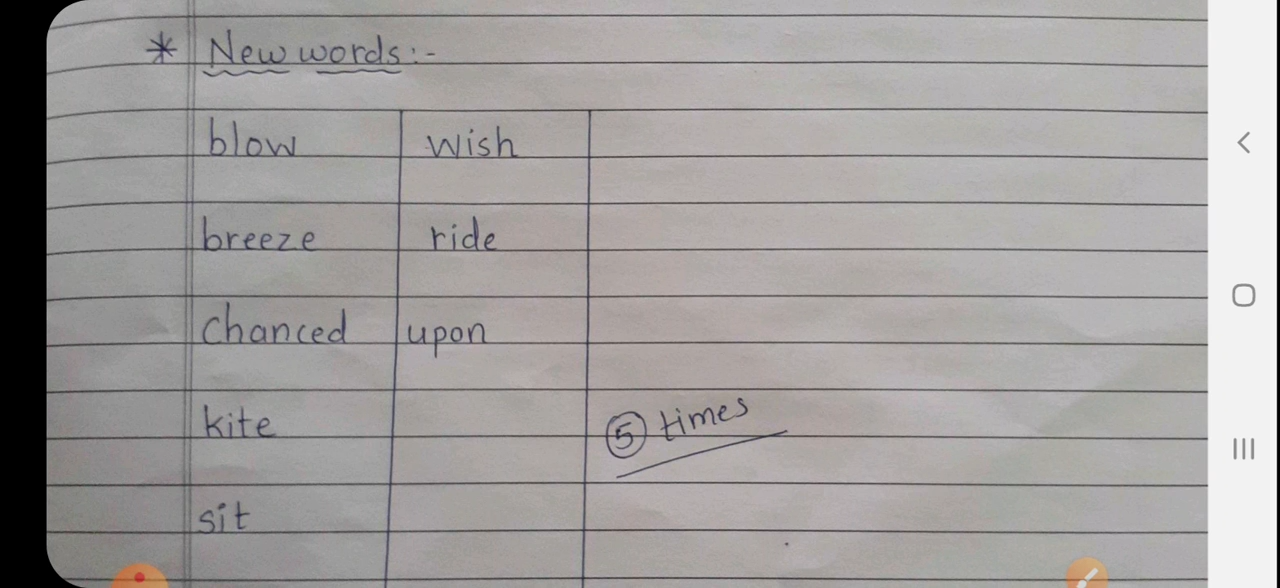 * New words:-
blow wish
breeze ride
Chanced upon
kite
⑤ times
sit